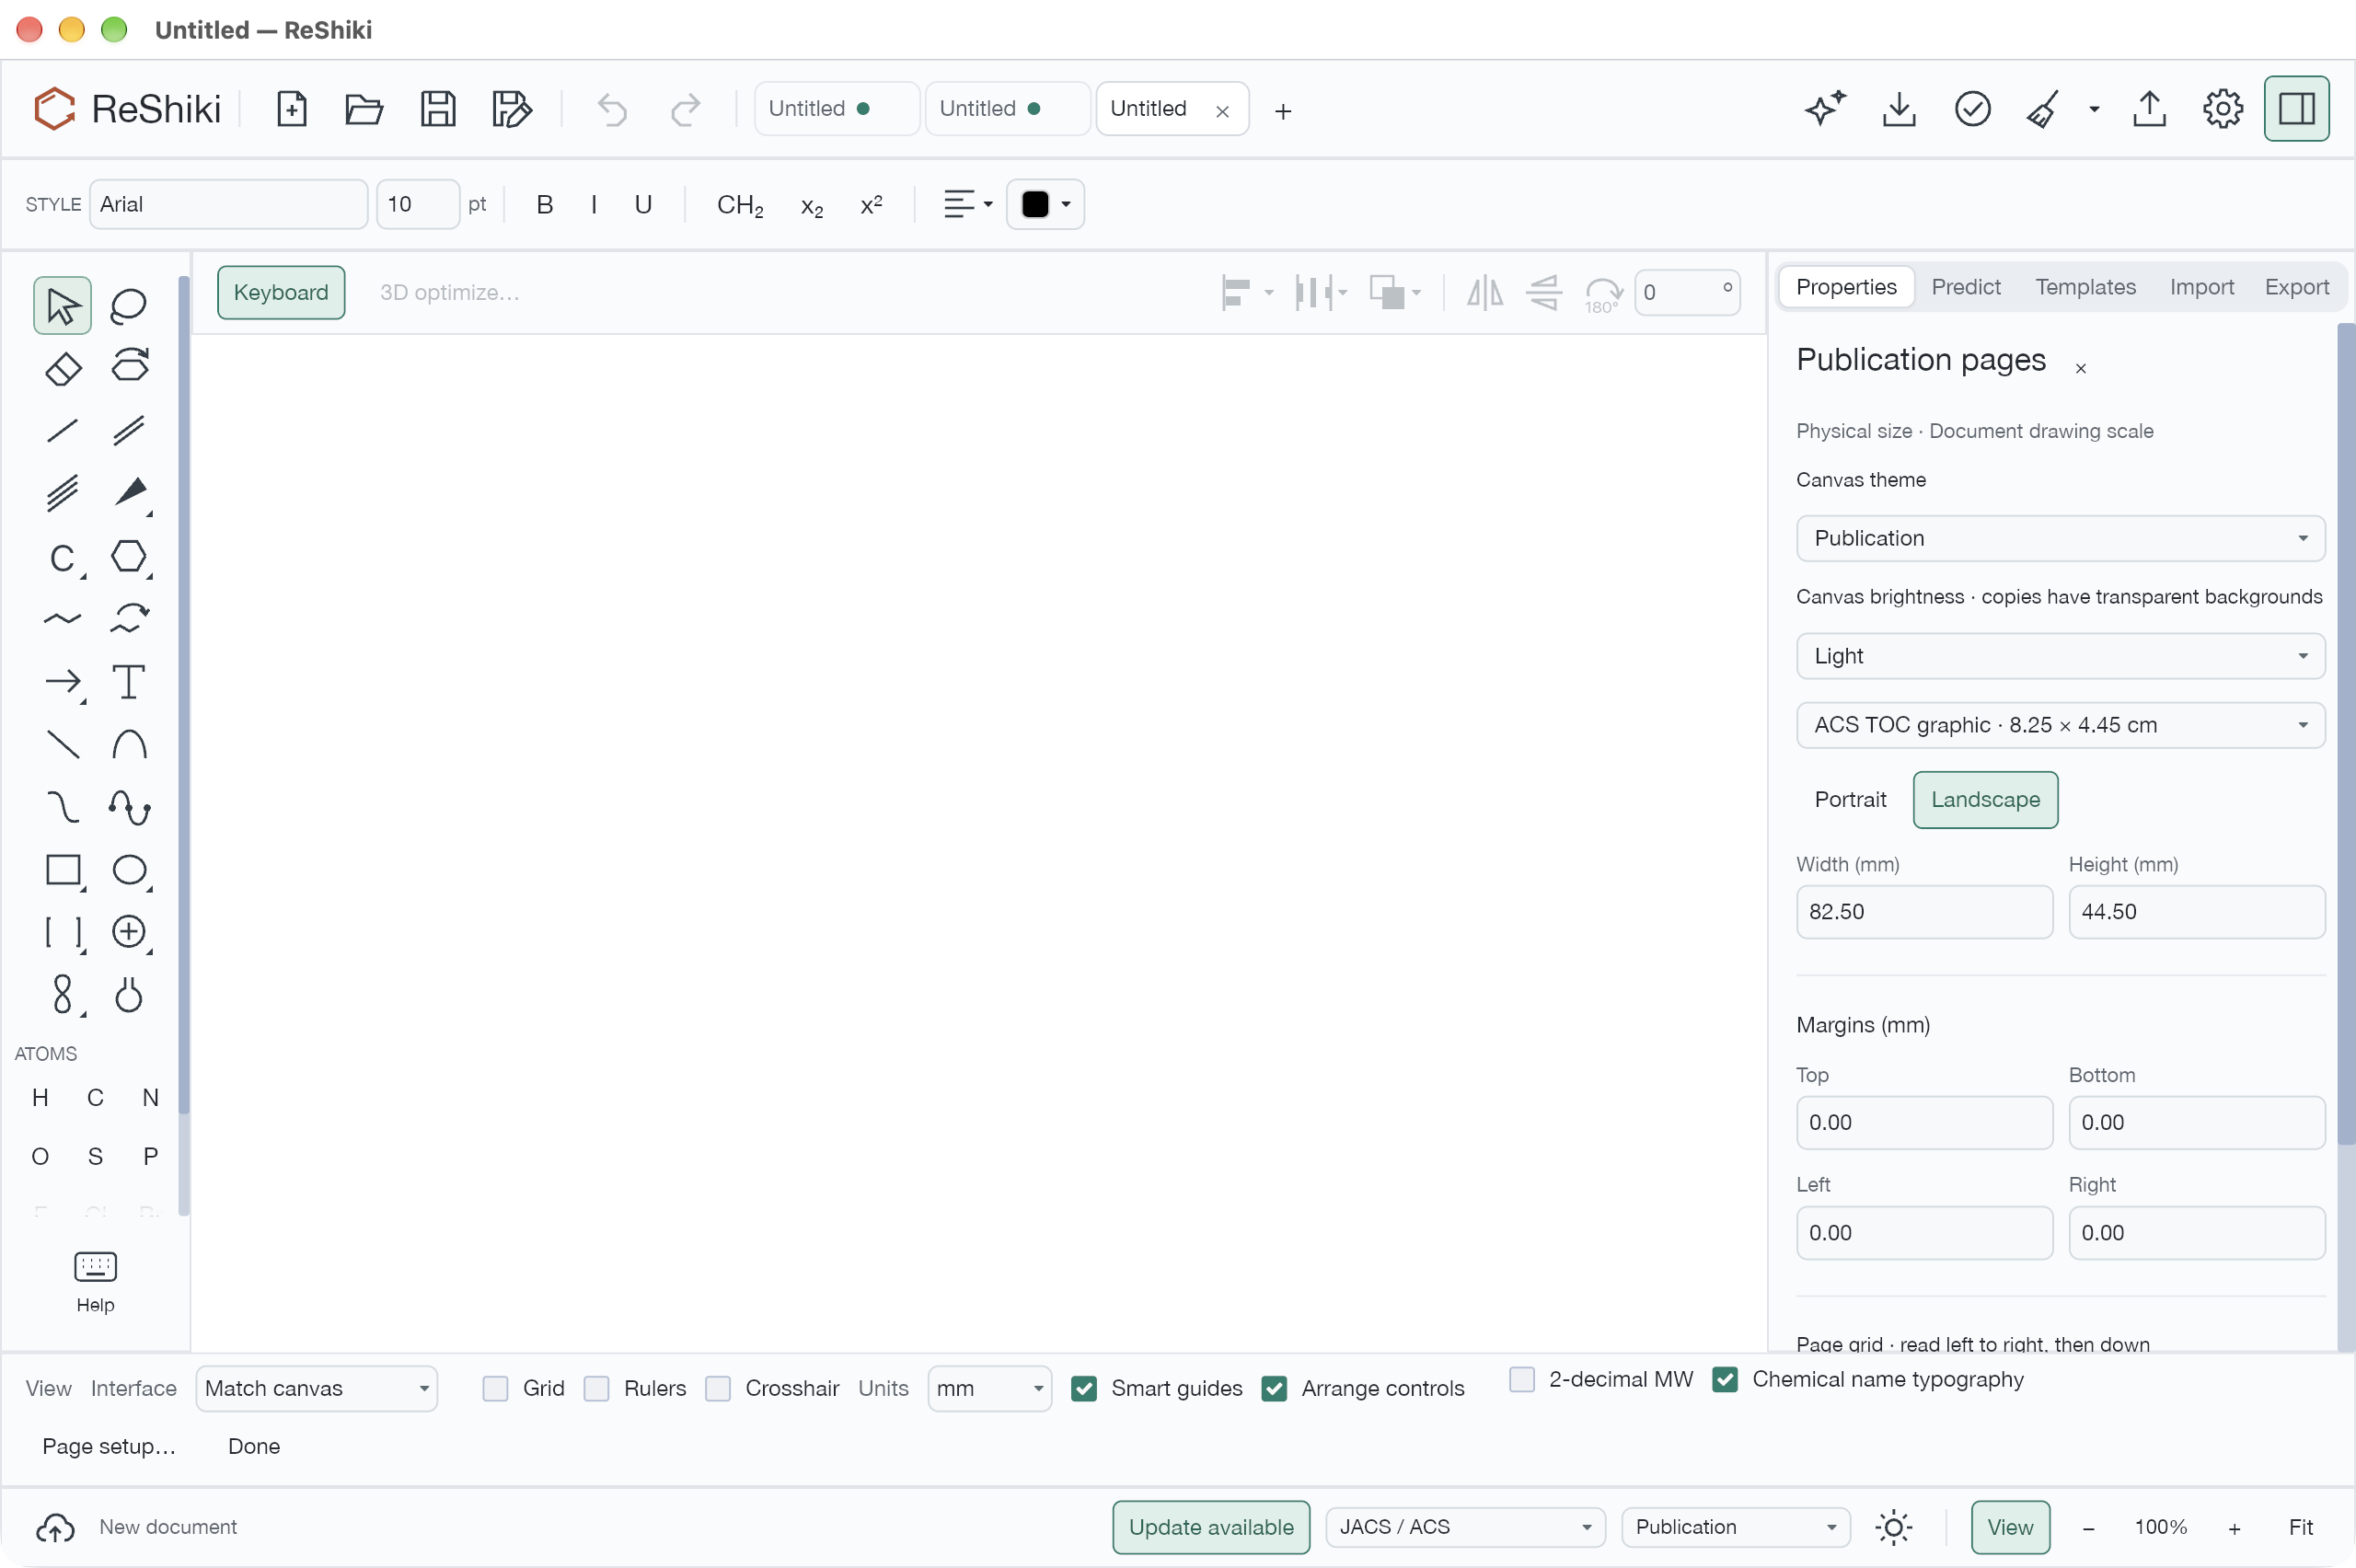 Untitled — ReShiki
ReShiki
Untitled
Untitled
Untitled
STYLE Arial 10 pt B I U CH₂ x₂ x²
Keyboard 3D optimize...
180° 0 °
Properties Predict Templates Import Export
Publication pages
Physical size · Document drawing scale
Canvas theme
Publication
Canvas brightness · copies have transparent backgrounds
Light
ACS TOC graphic · 8.25 × 4.45 cm
Portrait Landscape
Width (mm) Height (mm)
82.50 44.50
Margins (mm)
Top Bottom
0.00 0.00
Left Right
0.00 0.00
Page grid · read left to right, then down
C
T
ATOMS
H C N
O S P
F Cl Br
Help
View Interface Match canvas Grid Rulers Crosshair Units mm Smart guides Arrange controls 2-decimal MW Chemical name typography
Page setup... Done
New document Update available JACS / ACS Publication View − 100% + Fit